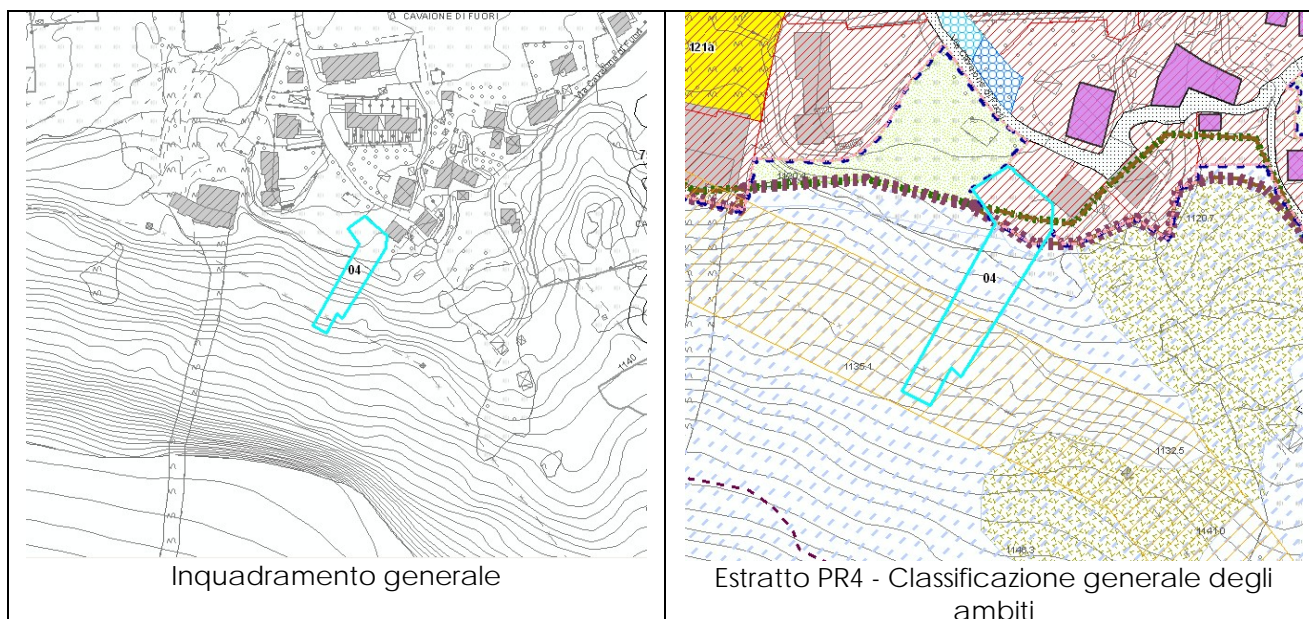 CAVAIONE DI FUORI
Via Cavaione di Fuori
04
1140
Inquadramento generale
421a
1120.7
04
1135.1
1132.5
1141.0
1146.3
Estratto PR4 - Classificazione generale degli
ambiti